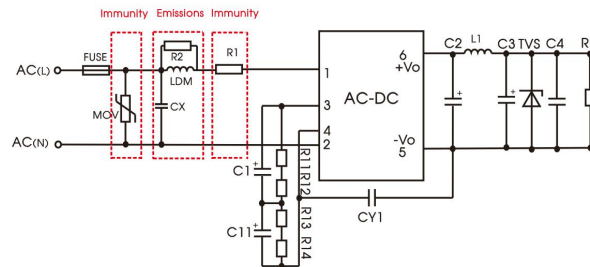 Immunity Emissions Immunity
FUSE
R2
R1
C2
L1
C3
TVS
C4
R
AC(L)
LDM
1
6
+Vo
MOV
CX
3
AC-DC
4
AC(N)
2
-Vo
5
C1
R11
R12
CY1
C11
R13
R14